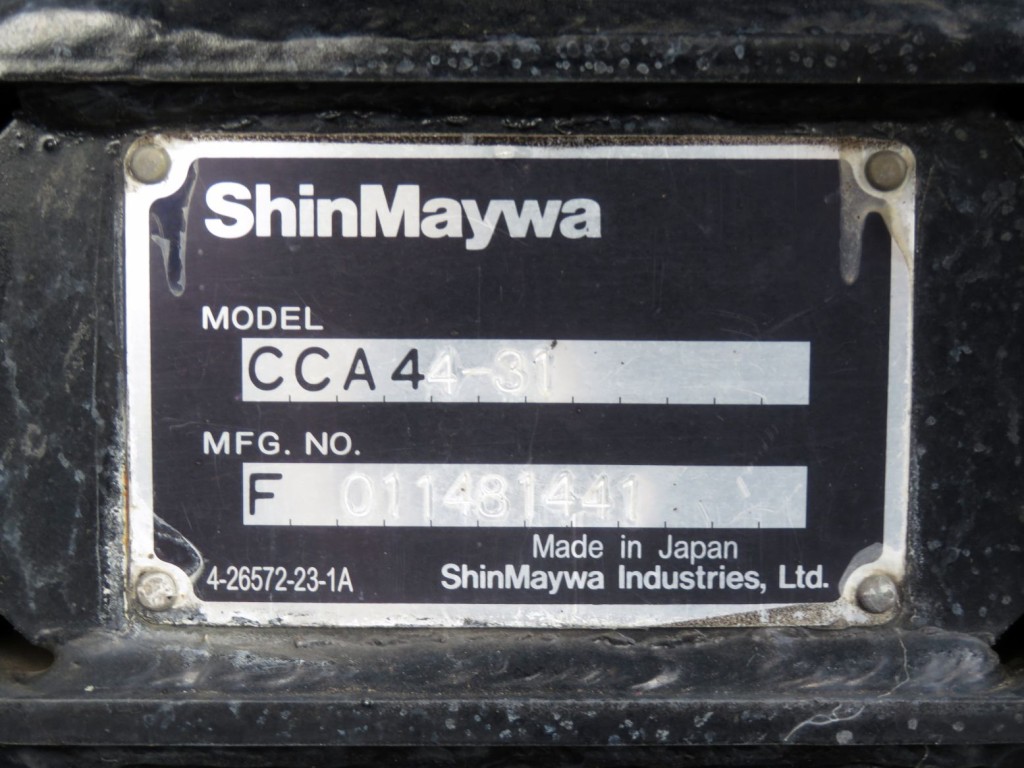 ShinMaywa
MODEL
CCA44-31
MFG. NO.
F 011481441
Made in Japan
4-26572-23-1A ShinMaywa Industries, Ltd.